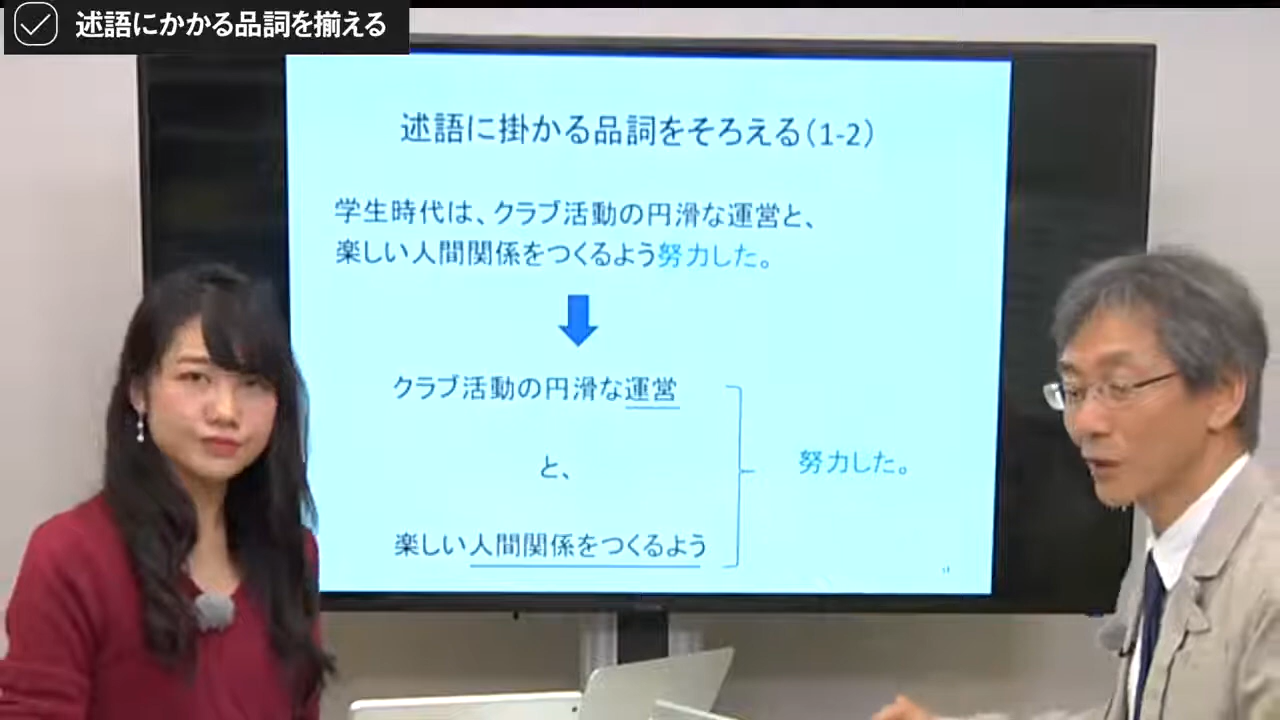 述語にかかる品詞を揃える
述語に掛かる品詞をそろえる（1-2）
学生時代は、クラブ活動の円滑な運営と、
楽しい人間関係をつくるよう努力した。
クラブ活動の円滑な運営
と、
努力した。
楽しい人間関係をつくるよう